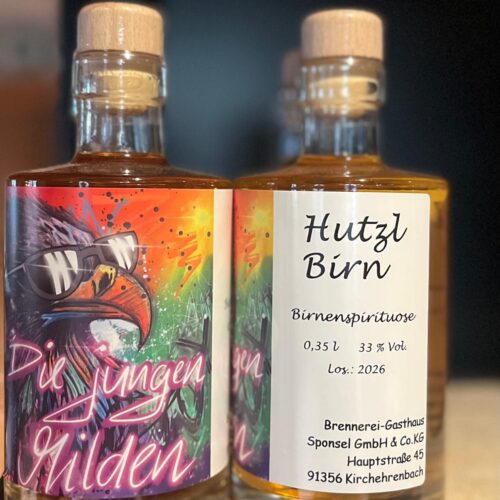 Die jungen
Milden
Hutzl
Birn
Birnenspirituose
0,35 l 33 % Vol.
Los.: 2026
Brennerei-Gasthaus
Sponsel GmbH & Co.KG
Hauptstraße 45
91356 Kirchehrenbach